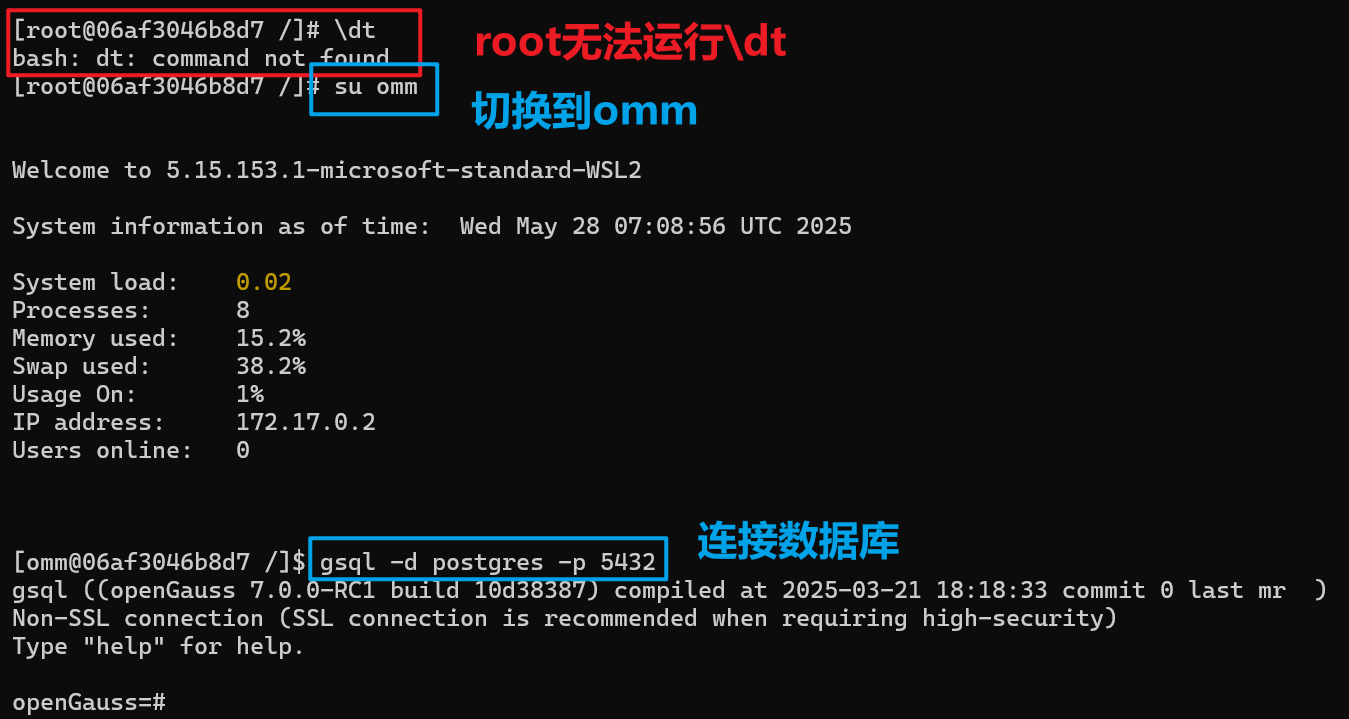 [root@06af3046b8d7 /]# \dt
root无法运行\dt
bash: dt: command not found
[root@06af3046b8d7 /]# su omm
切换到omm
Welcome to 5.15.153.1-microsoft-standard-WSL2
System information as of time:  Wed May 28 07:08:56 UTC 2025
System load:    0.02
Processes:      8
Memory used:    15.2%
Swap used:      38.2%
Usage On:       1%
IP address:     172.17.0.2
Users online:   0
连接数据库
[omm@06af3046b8d7 /]$ gsql -d postgres -p 5432
gsql ((openGauss 7.0.0-RC1 build 10d38387) compiled at 2025-03-21 18:18:33 commit 0 last mr  )
Non-SSL connection (SSL connection is recommended when requiring high-security)
Type "help" for help.
openGauss=#